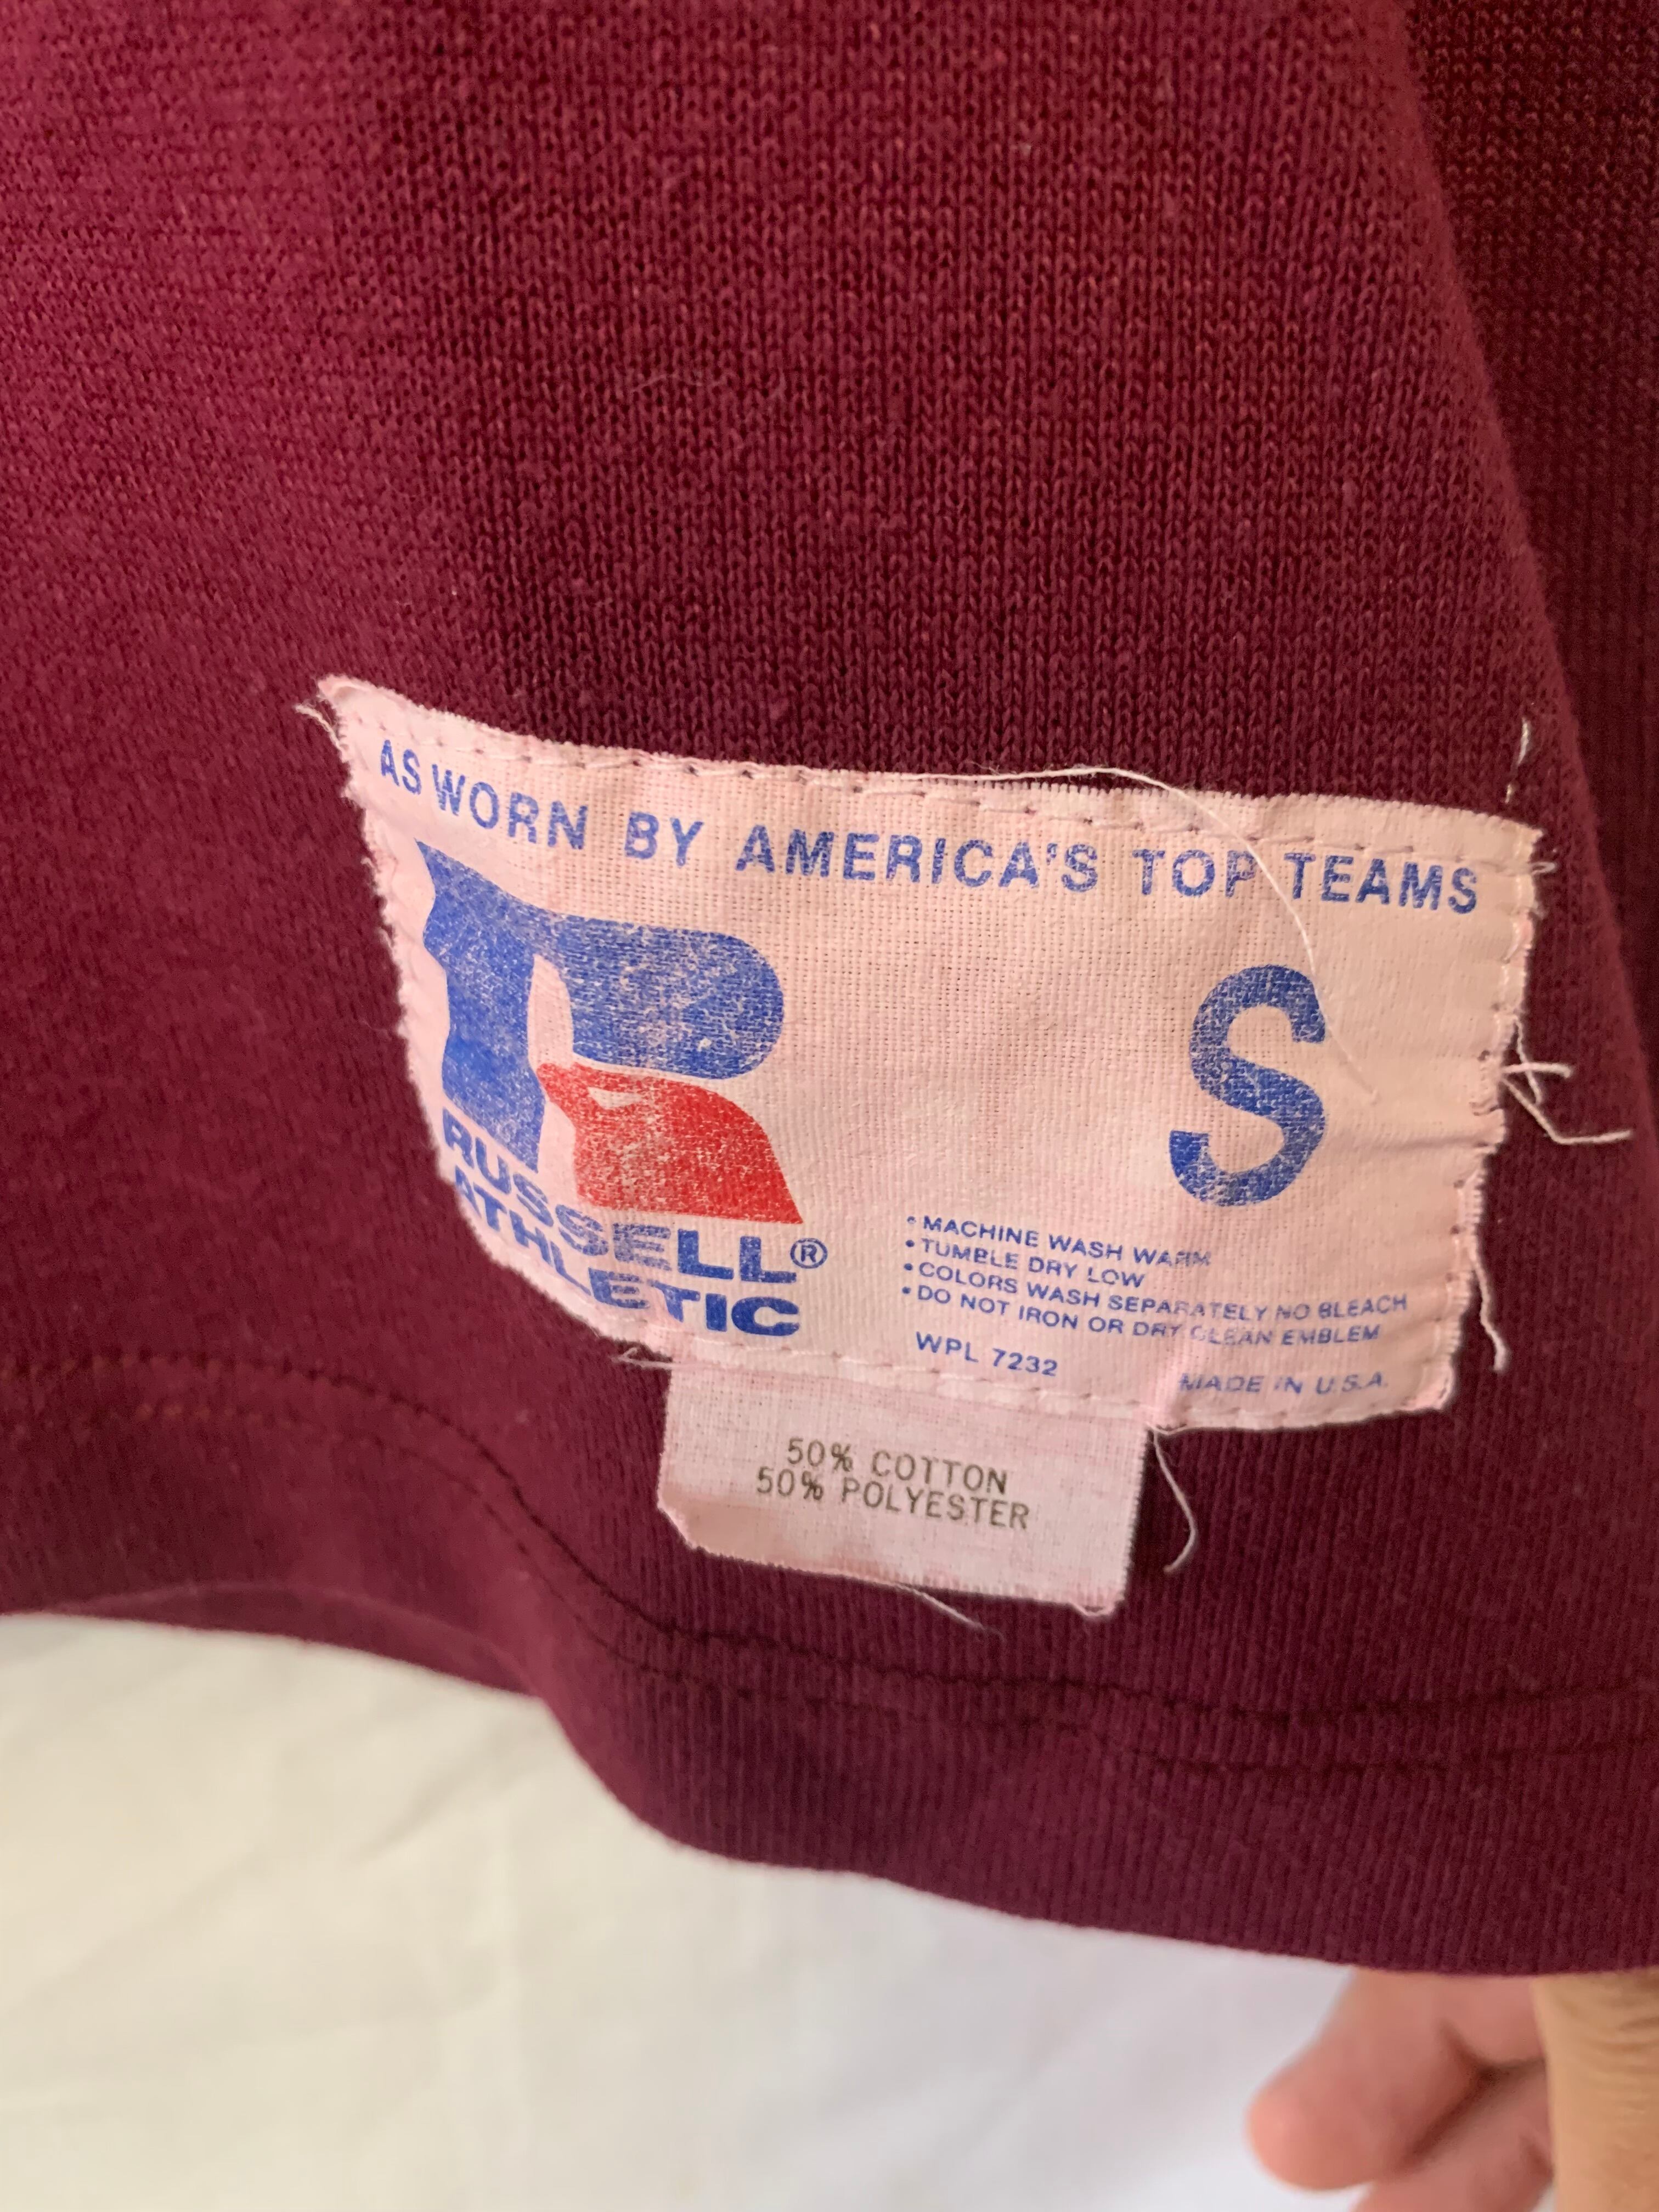 AS WORN BY AMERICA'S TOP TEAMS
R
S
RUSSELL®
ATHLETIC
• MACHINE WASH WARM
• TUMBLE DRY LOW
• COLORS WASH SEPARATELY NO BLEACH
• DO NOT IRON OR DRY CLEAN EMBLEM
WPL 7232
MADE IN U.S.A.
50% COTTON
50% POLYESTER